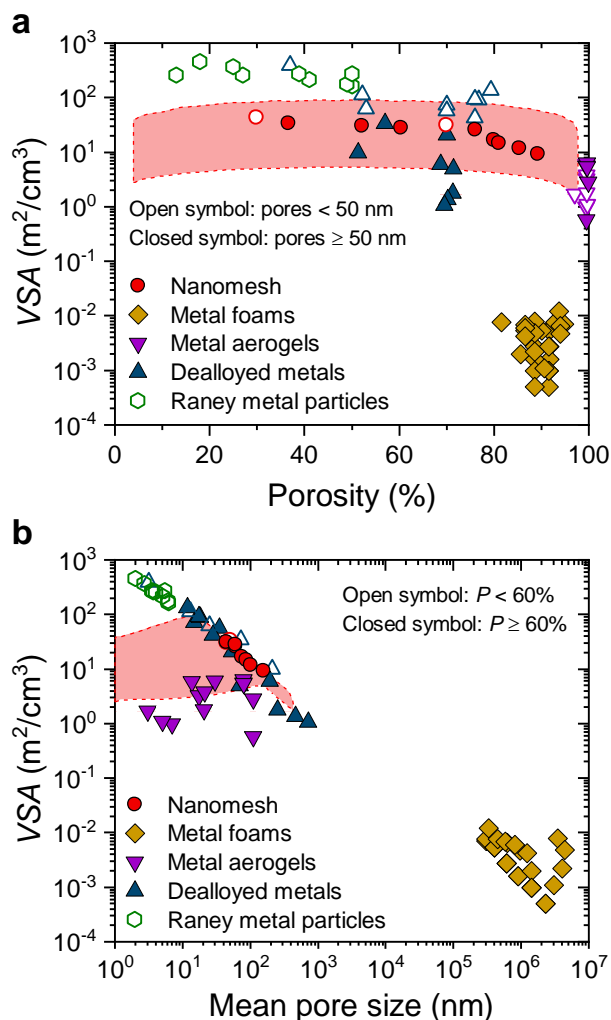 a
10³
10²
10¹
10⁰
10⁻¹
10⁻²
10⁻³
10⁻⁴
VSA (m²/cm³)
Open symbol: pores < 50 nm
Closed symbol: pores ≥ 50 nm
Nanomesh
Metal foams
Metal aerogels
Dealloyed metals
Raney metal particles
0 20 40 60 80 100
Porosity (%)
b
10³
10²
10¹
10⁰
10⁻¹
10⁻²
10⁻³
10⁻⁴
VSA (m²/cm³)
Open symbol: P < 60%
Closed symbol: P ≥ 60%
Nanomesh
Metal foams
Metal aerogels
Dealloyed metals
Raney metal particles
10⁰ 10¹ 10² 10³ 10⁴ 10⁵ 10⁶ 10⁷
Mean pore size (nm)